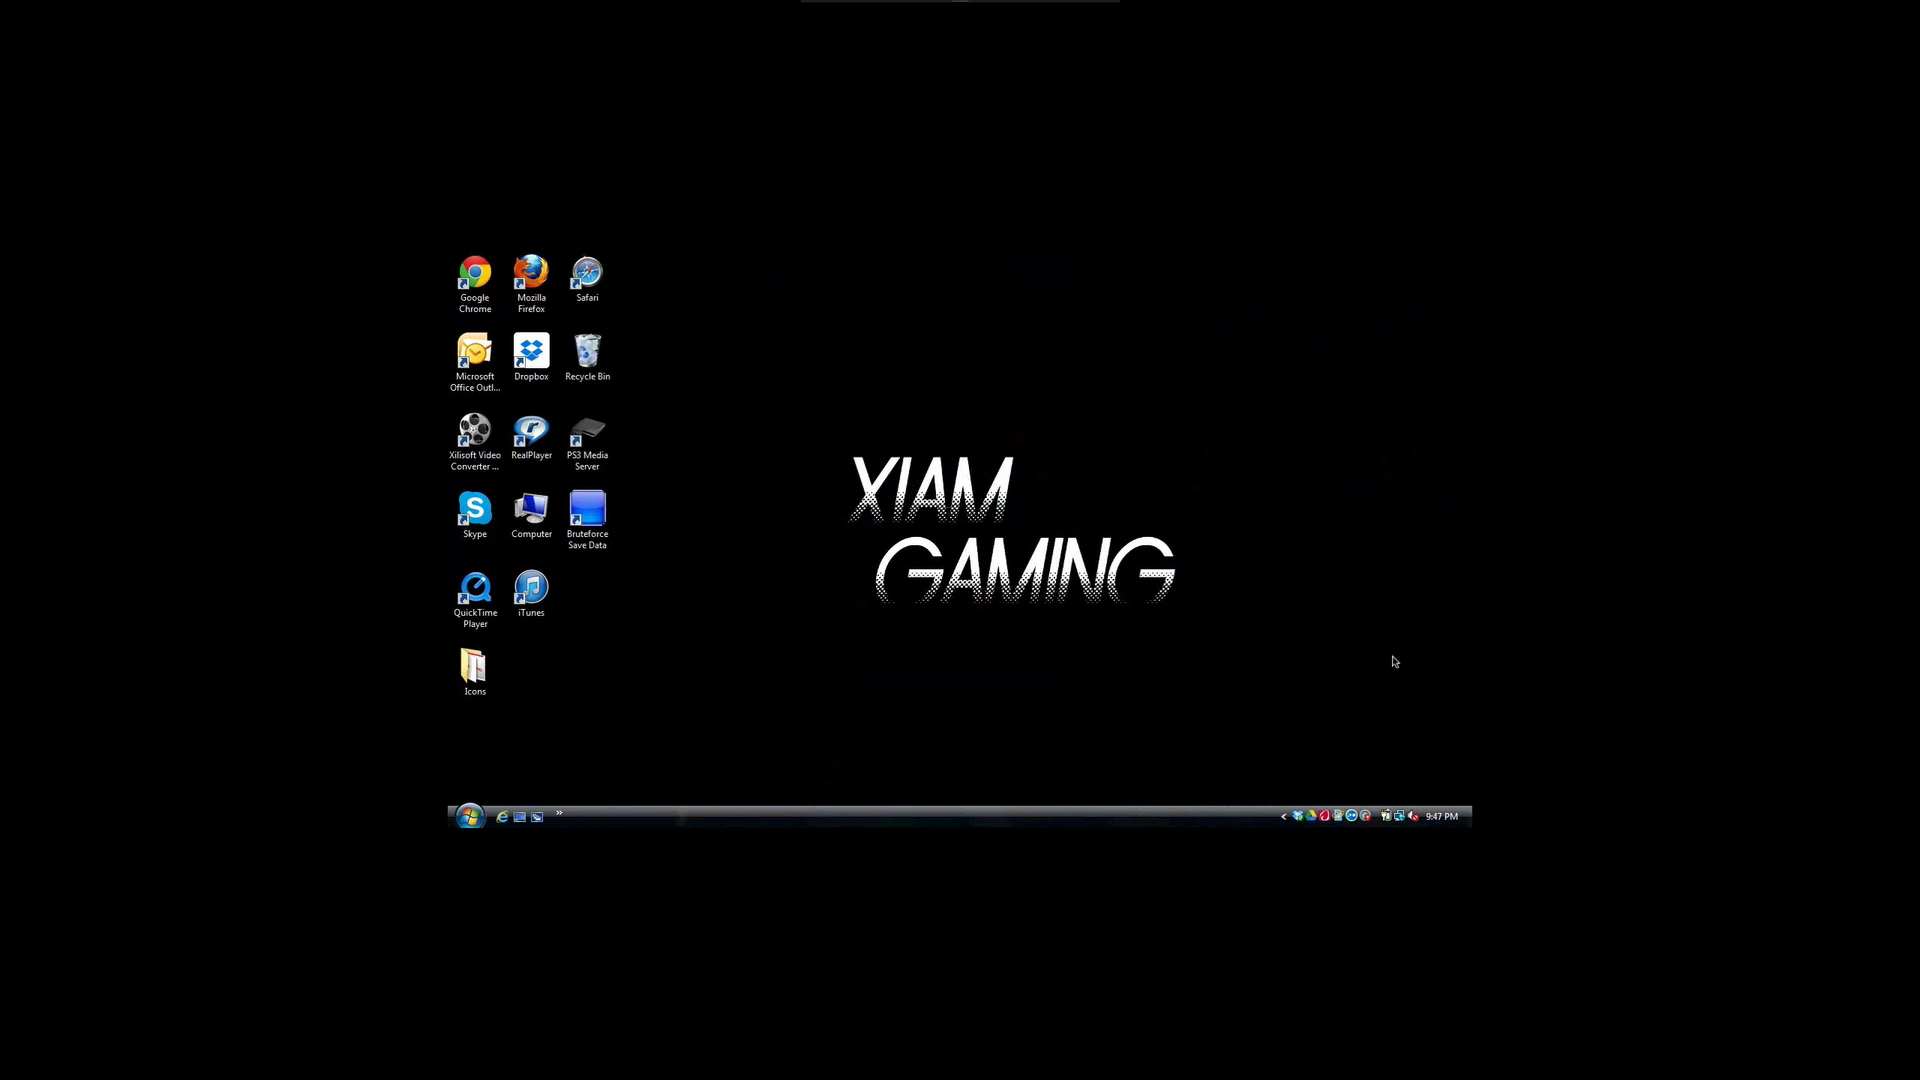 Google
Chrome
Mozilla
Firefox
Safari
Microsoft
Office Outl...
Dropbox
Recycle Bin
Xilisoft Video
Converter ...
RealPlayer
PS3 Media
Server
Skype
Computer
Bruteforce
Save Data
QuickTime
Player
iTunes
Icons
XIAM
GAMING
9:47 PM